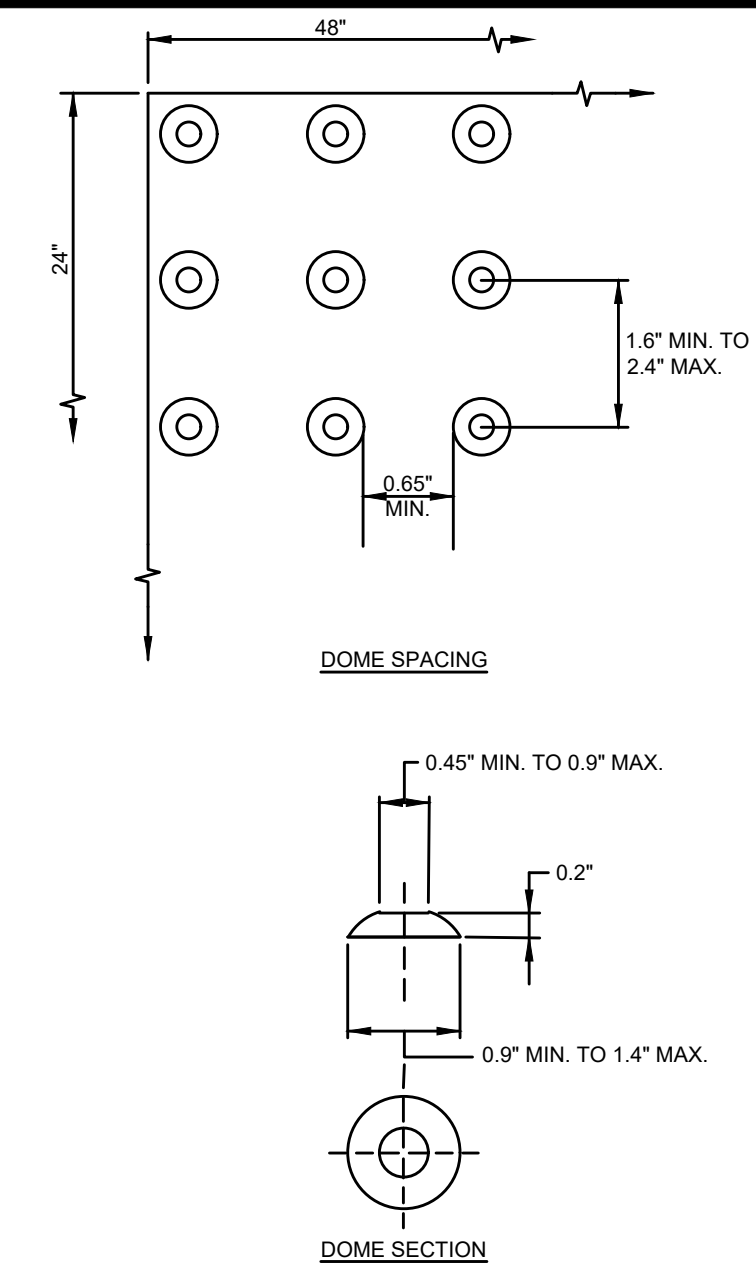 48"
24"
1.6" MIN. TO
2.4" MAX.
0.65"
MIN.
DOME SPACING
0.45" MIN. TO 0.9" MAX.
0.2"
0.9" MIN. TO 1.4" MAX.
DOME SECTION